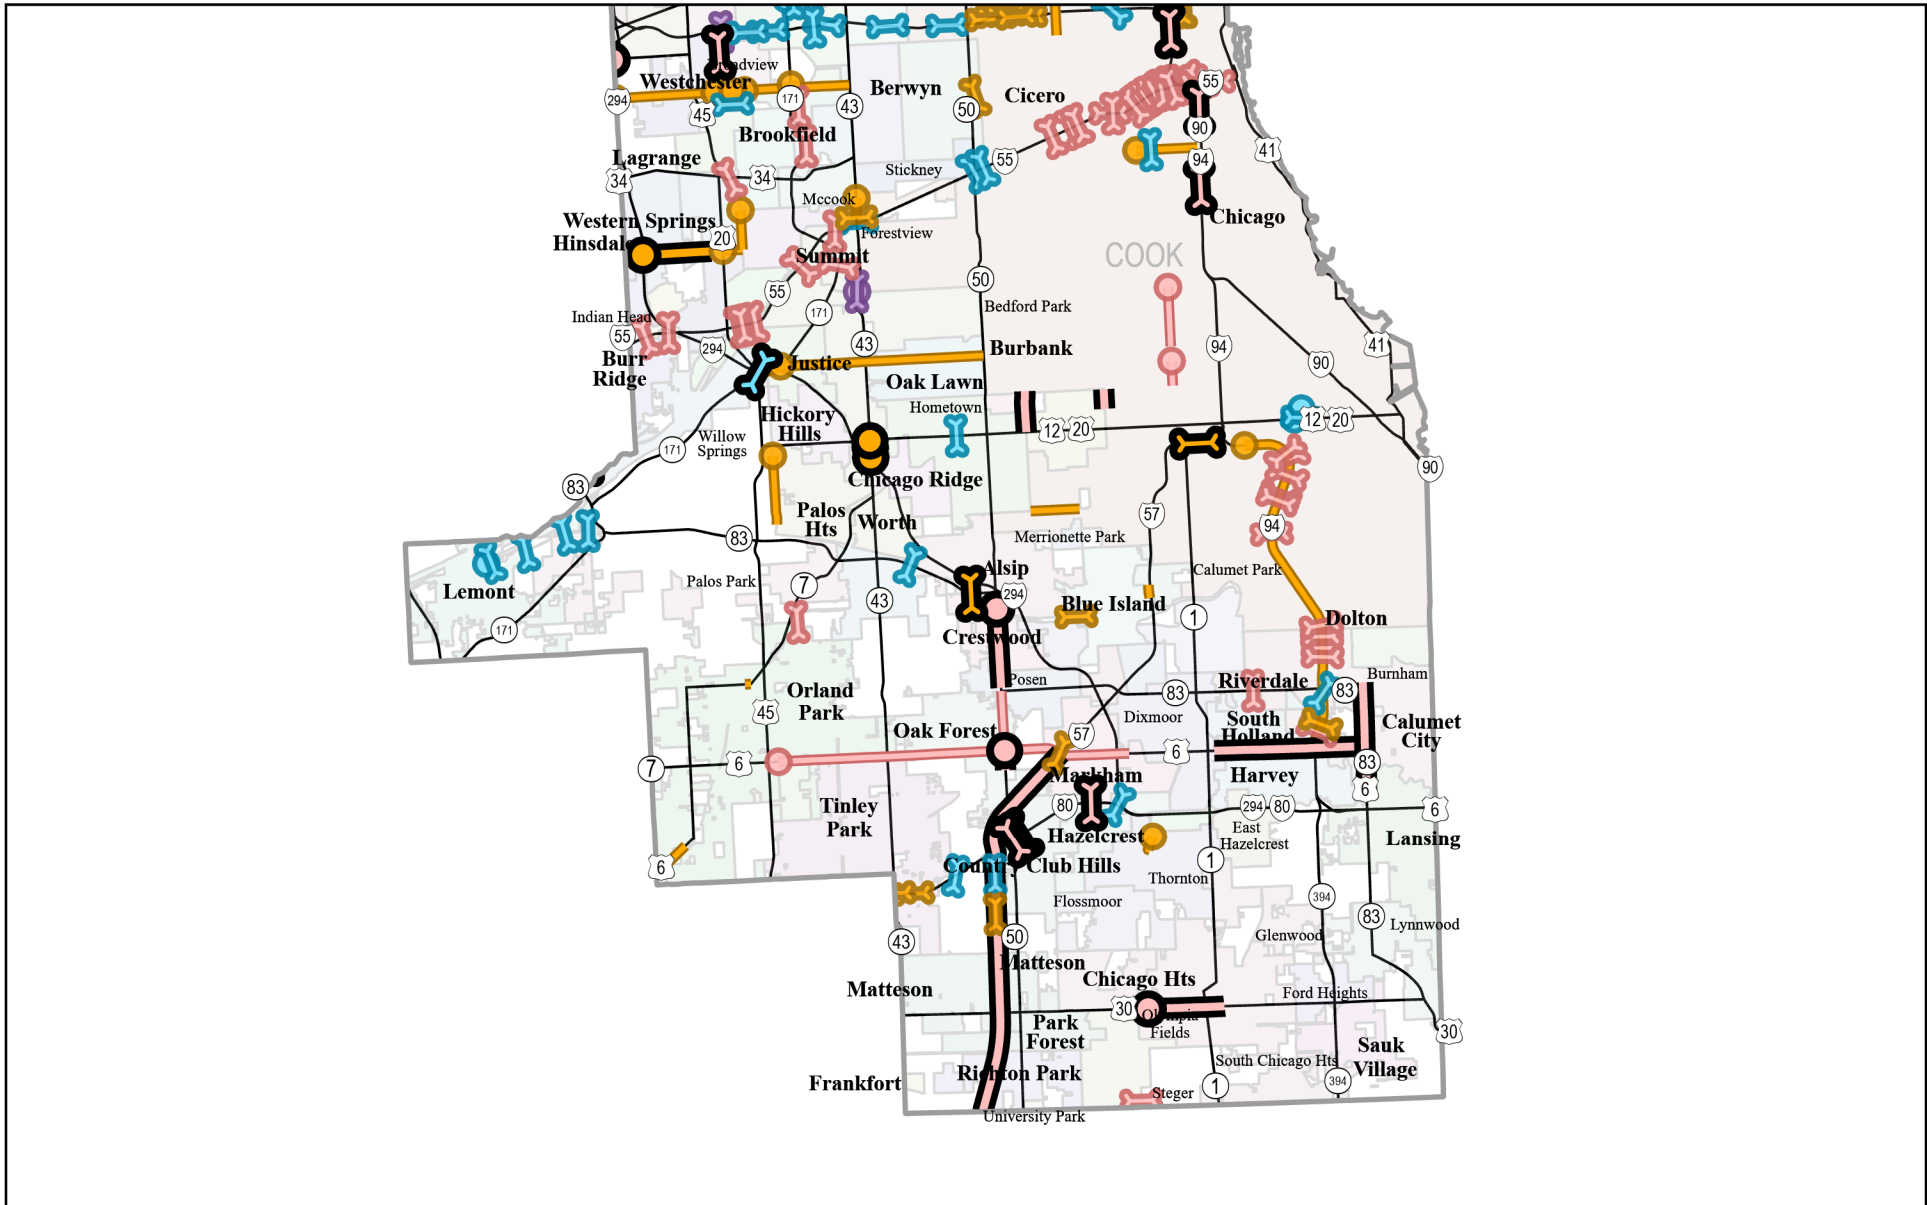 Broadview
Westchester
294
45
171
43
Berwyn
50
Cicero
55
90
94
41
Brookfield
Lagrange
34
34
Stickney
55
Mccook
Western Springs
Hinsdale
20
Forestview
Chicago
Summit
COOK
55
171
50
Bedford Park
Indian Head
55
294
43
94
41
90
Burr
Ridge
Justice
Burbank
Oak Lawn
Hometown
Hickory
Hills
12
20
12
20
Willow
Springs
171
90
83
Chicago Ridge
Palos
Hts
Worth
57
94
83
Merrionette Park
Calumet Park
Palos Park
7
Alsip
294
Lemont
43
Blue Island
1
Dolton
171
Crestwood
Posen
Riverdale
Burnham
83
83
Orland
Park
45
Dixmoor
South
Holland
Calumet
City
Oak Forest
57
7
6
6
83
Markham
Harvey
6
Tinley
Park
80
294
80
6
Hazelcrest
East
Hazelcrest
Lansing
6
Country Club Hills
1
Thornton
Flossmoor
394
83
Lynnwood
43
50
Glenwood
Matteson
Matteson
Chicago Hts
Ford Heights
30
Olympia
Fields
Park
Forest
30
Sauk
Village
South Chicago Hts
Frankfort
Richton Park
1
394
Steger
University Park